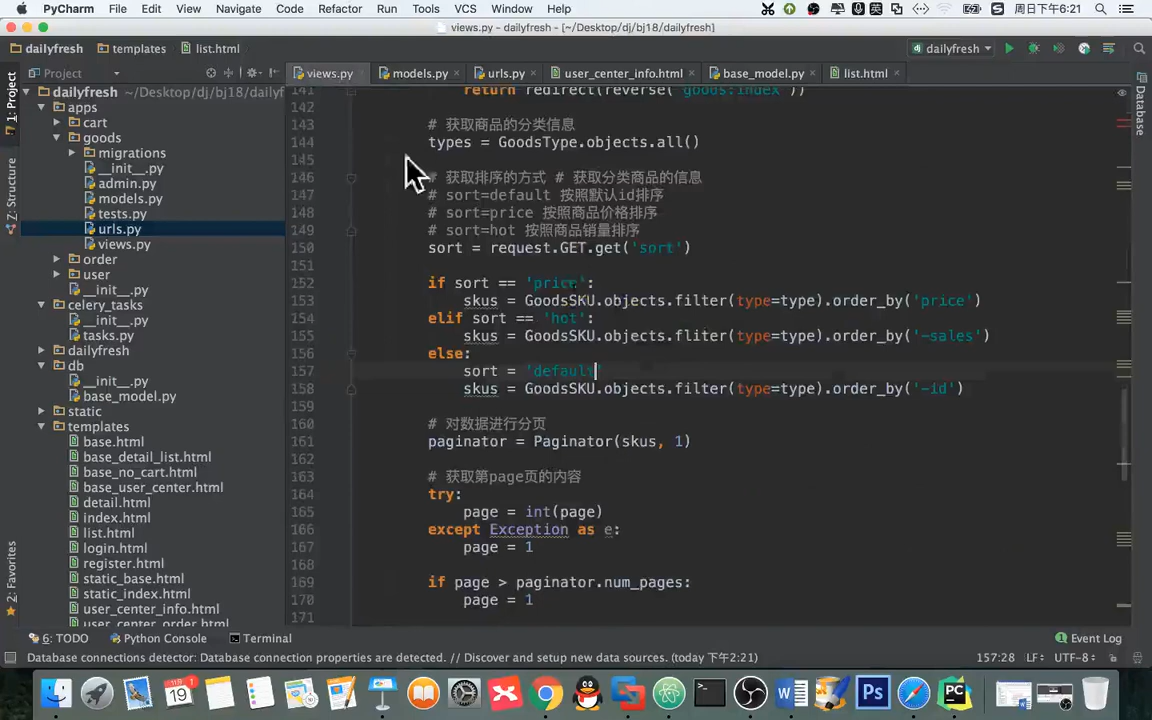 PyCharm File Edit View Navigate Code Refactor Run Tools VCS Window Help 英 周日下午6:21
views.py - dailyfresh - [~/Desktop/dj/bj18/dailyfresh]
dailyfresh templates list.html dailyfresh
Project views.py models.py urls.py user_center_info.html base_model.py list.html
1: Project
Z: Structure
2: Favorites
Database
dailyfresh ~/Desktop/dj/bj18/dailyf
apps
cart
goods
migrations
__init__.py
admin.py
models.py
tests.py
urls.py
views.py
order
user
__init__.py
celery_tasks
__init__.py
tasks.py
dailyfresh
db
__init__.py
base_model.py
static
templates
base.html
base_detail_list.html
base_no_cart.html
base_user_center.html
detail.html
index.html
list.html
login.html
register.html
static_base.html
static_index.html
user_center_info.html
user_center_order.html
141 return redirect(reverse('goods:index'))
142
143 # 获取商品的分类信息
144 types = GoodsType.objects.all()
145
146 # 获取排序的方式 # 获取分类商品的信息
147 # sort=default 按照默认id排序
148 # sort=price 按照商品价格排序
149 # sort=hot 按照商品销量排序
150 sort = request.GET.get('sort')
151
152 if sort == 'price':
153 skus = GoodsSKU.objects.filter(type=type).order_by('price')
154 elif sort == 'hot':
155 skus = GoodsSKU.objects.fliter(type=type).order_by('-sales')
156 else:
157 sort = 'default'
158 skus = GoodsSKU.objects.filter(type=type).order_by('-id')
159
160 # 对数据进行分页
161 paginator = Paginator(skus, 1)
162
163 # 获取第page页的内容
164 try:
165 page = int(page)
166 except Exception as e:
167 page = 1
168
169 if page > paginator.num_pages:
170 page = 1
171
6: TODO Python Console Terminal 1 Event Log
Database connections detector: Database connection properties are detected. // Discover and setup new data sources. (today 下午2:21) 157:28 LF UTF-8
19
Ps
PC